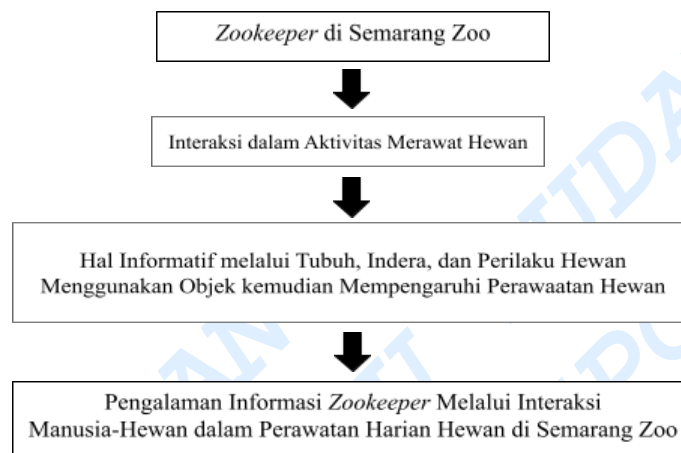 Zookeeper di Semarang Zoo
Interaksi dalam Aktivitas Merawat Hewan
Hal Informatif melalui Tubuh, Indera, dan Perilaku Hewan
Menggunakan Objek kemudian Mempengaruhi Perawaatan Hewan
Pengalaman Informasi Zookeeper Melalui Interaksi
Manusia-Hewan dalam Perawatan Harian Hewan di Semarang Zoo